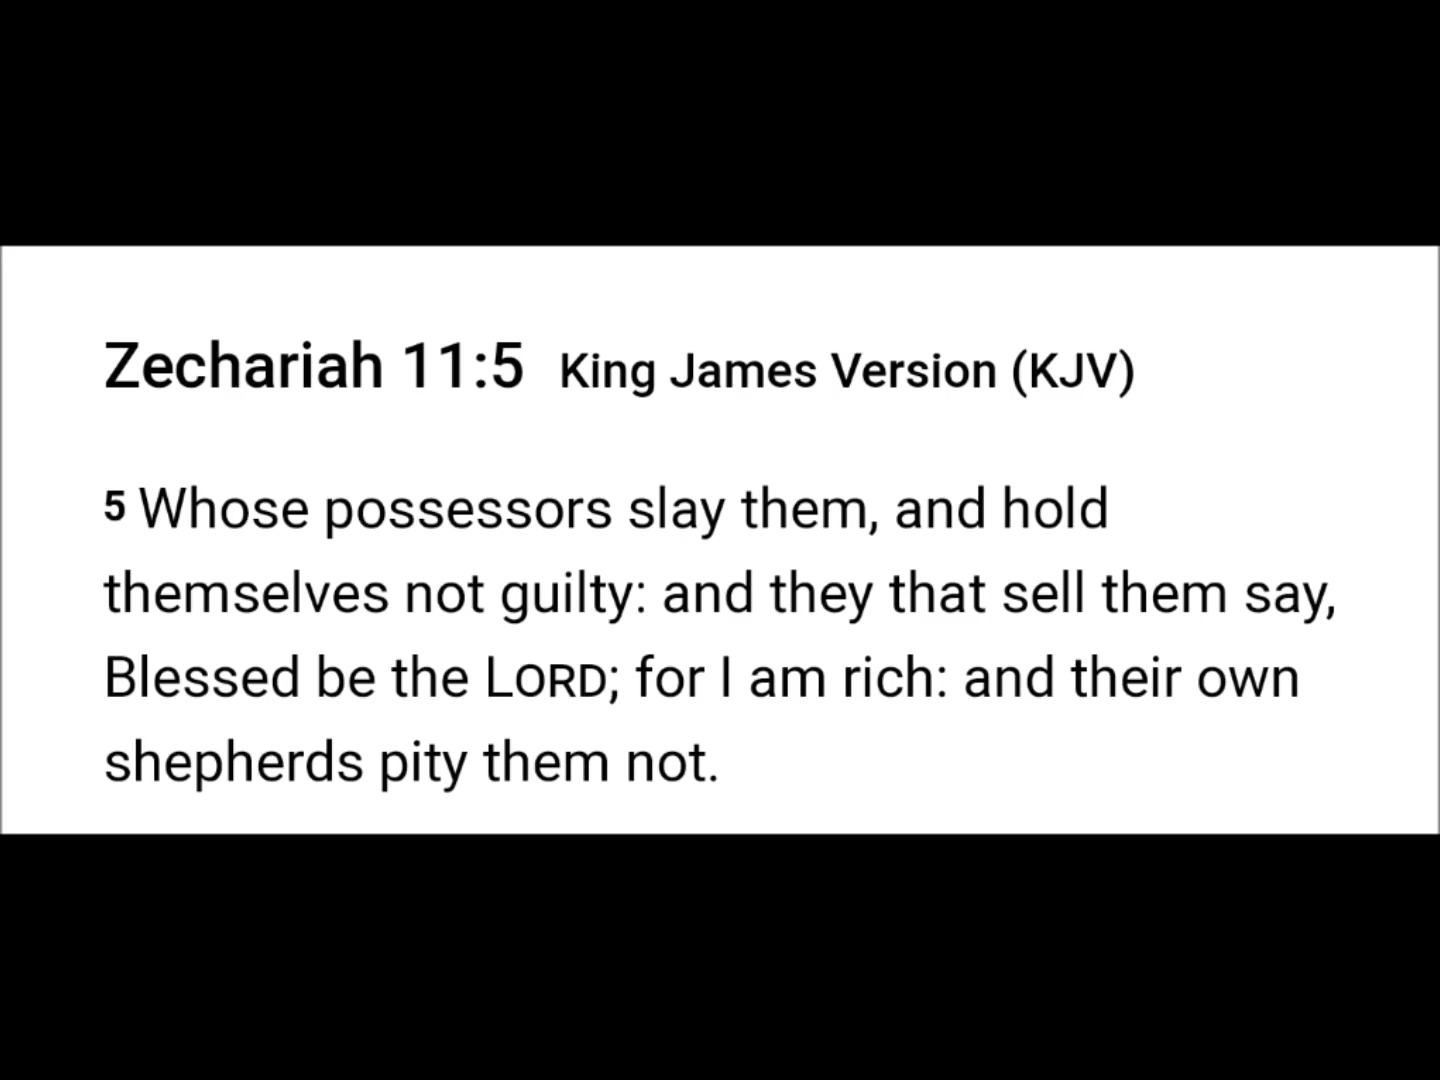 Zechariah 11:5 King James Version (KJV)
5 Whose possessors slay them, and hold
themselves not guilty: and they that sell them say,
Blessed be the LORD; for I am rich: and their own
shepherds pity them not.